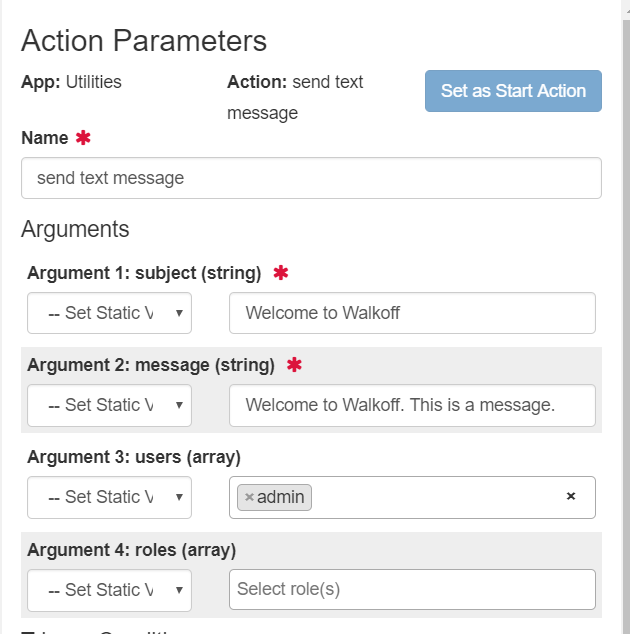 Action Parameters
App: Utilities Action: send text message Set as Start Action
Name *
send text message
Arguments
Argument 1: subject (string) *
-- Set Static V Welcome to Walkoff
Argument 2: message (string) *
-- Set Static V Welcome to Walkoff. This is a message.
Argument 3: users (array)
-- Set Static V × admin ×
Argument 4: roles (array)
-- Set Static V Select role(s)